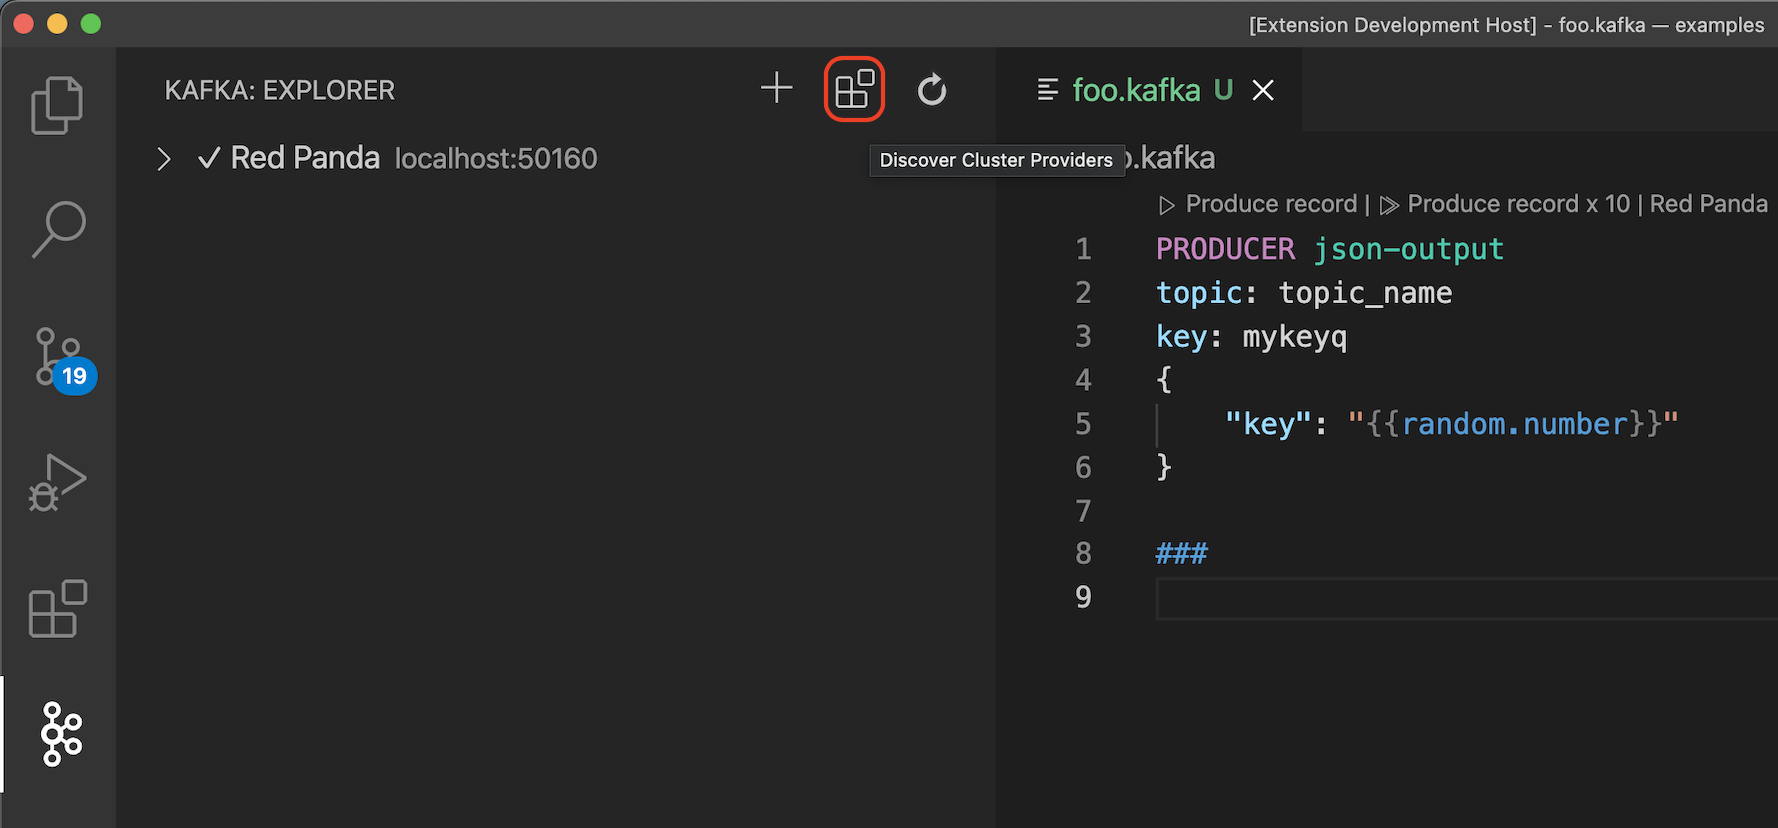 [Extension Development Host] - foo.kafka — examples
KAFKA: EXPLORER
foo.kafka U
Red Panda localhost:50160
Discover Cluster Providers
o.kafka
Produce record | Produce record x 10 | Red Panda
1 PRODUCER json-output
2 topic: topic_name
3 key: mykeyq
4 {
5 "key": "{{random.number}}"
6 }
7
8 ###
9
19